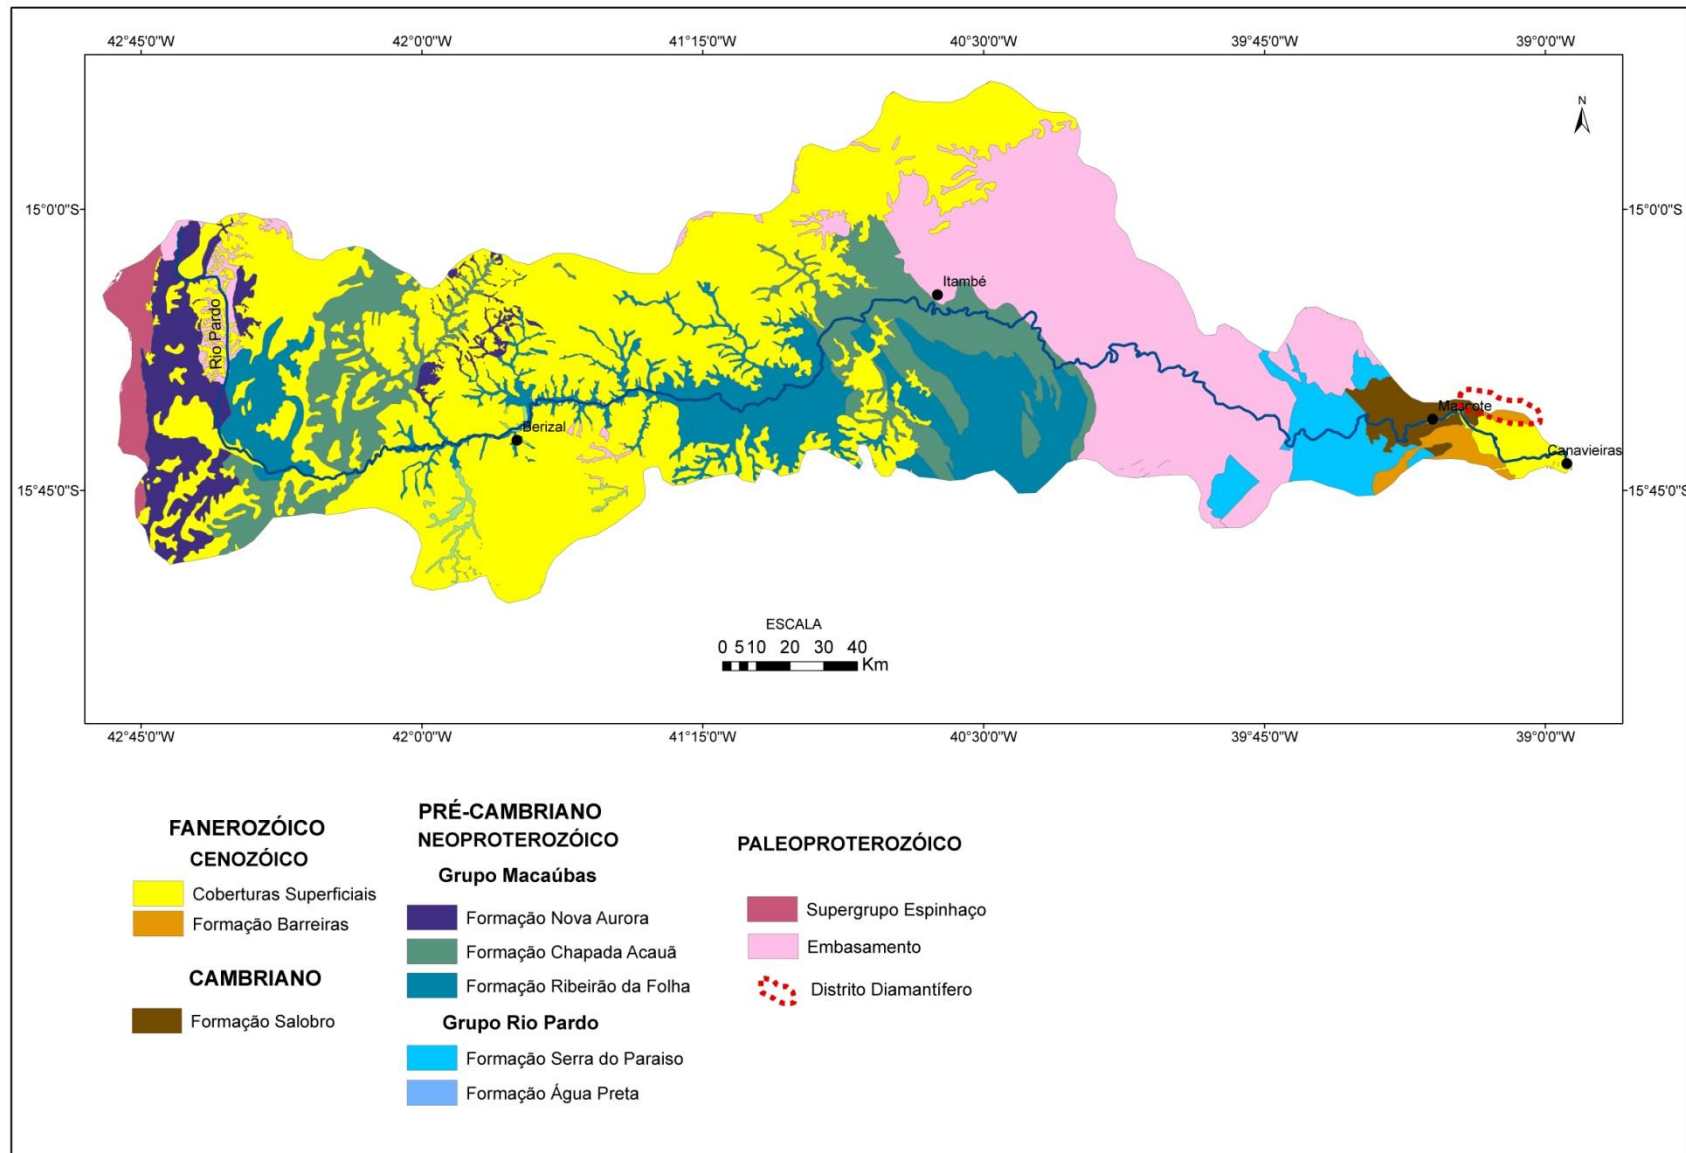 42°45'0"W 42°0'0"W 41°15'0"W 40°30'0"W 39°45'0"W 39°0'0"W
N
15°0'0"S 15°0'0"S
Itambé
Rio Pardo
Mascote
Berizal
Canavieiras
15°45'0"S 15°45'0"S
ESCALA
0 5 10 20 30 40
Km
42°45'0"W 42°0'0"W 41°15'0"W 40°30'0"W 39°45'0"W 39°0'0"W
FANEROZÓICO
CENOZÓICO
Coberturas Superficiais
Formação Barreiras
CAMBRIANO
Formação Salobro
PRÉ-CAMBRIANO
NEOPROTEROZÓICO
Grupo Macaúbas
Formação Nova Aurora
Formação Chapada Acauã
Formação Ribeirão da Folha
Grupo Rio Pardo
Formação Serra do Paraiso
Formação Água Preta
PALEOPROTEROZÓICO
Supergrupo Espinhaço
Embasamento
Distrito Diamantífero